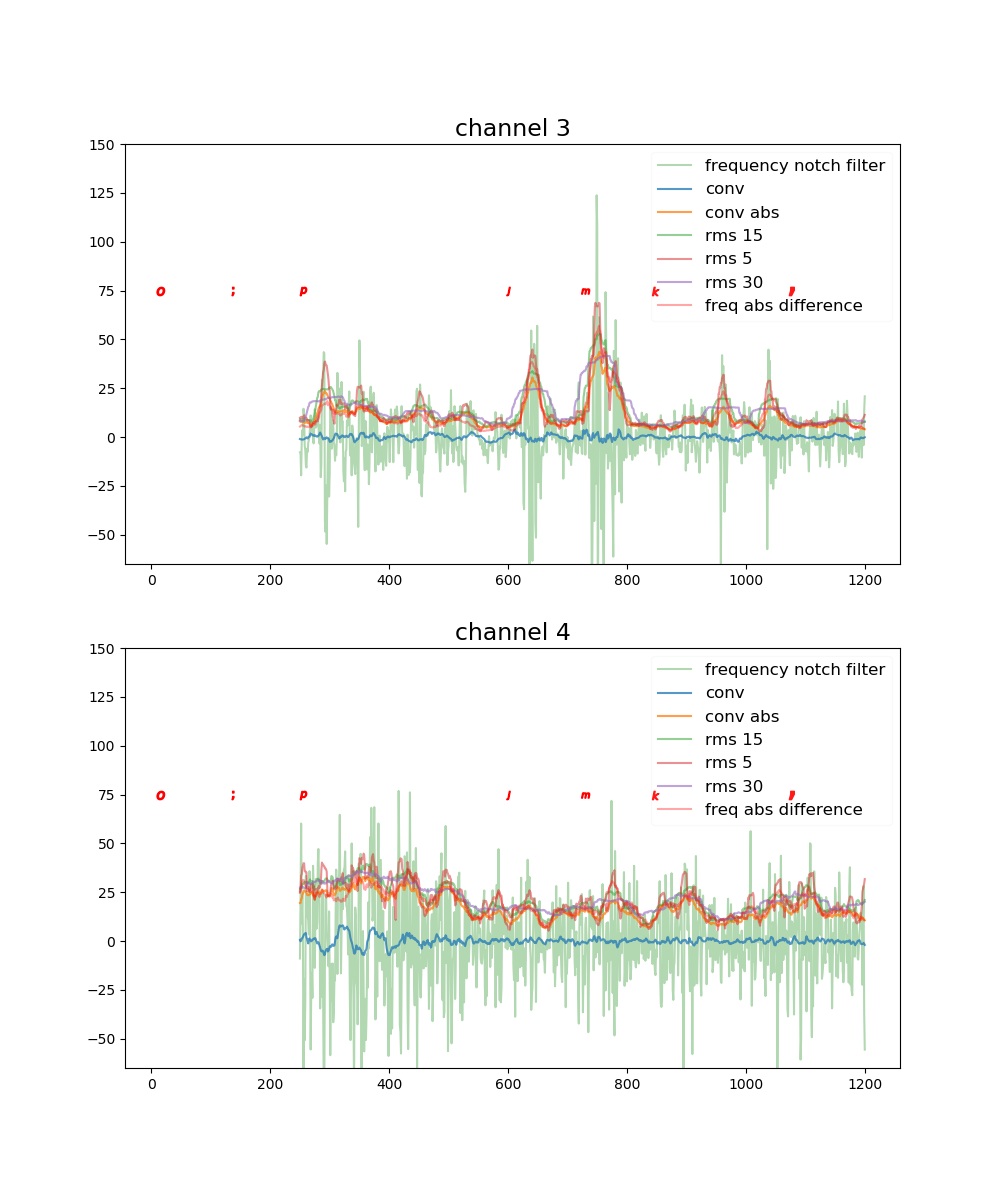 channel 3
150
125
100
75
50
25
0
−25
−50
frequency notch filter
conv
conv abs
rms 15
rms 5
rms 30
freq abs difference
o ; p j m k
0 200 400 600 800 1000 1200
channel 4
150
125
100
75
50
25
0
−25
−50
frequency notch filter
conv
conv abs
rms 15
rms 5
rms 30
freq abs difference
o ; p j m k
0 200 400 600 800 1000 1200